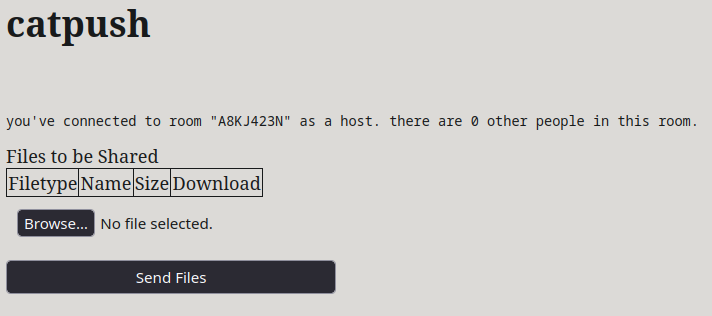 catpush
you've connected to room "A8KJ423N" as a host. there are 0 other people in this room.
Files to be Shared
Filetype Name Size Download
Browse... No file selected.
Send Files